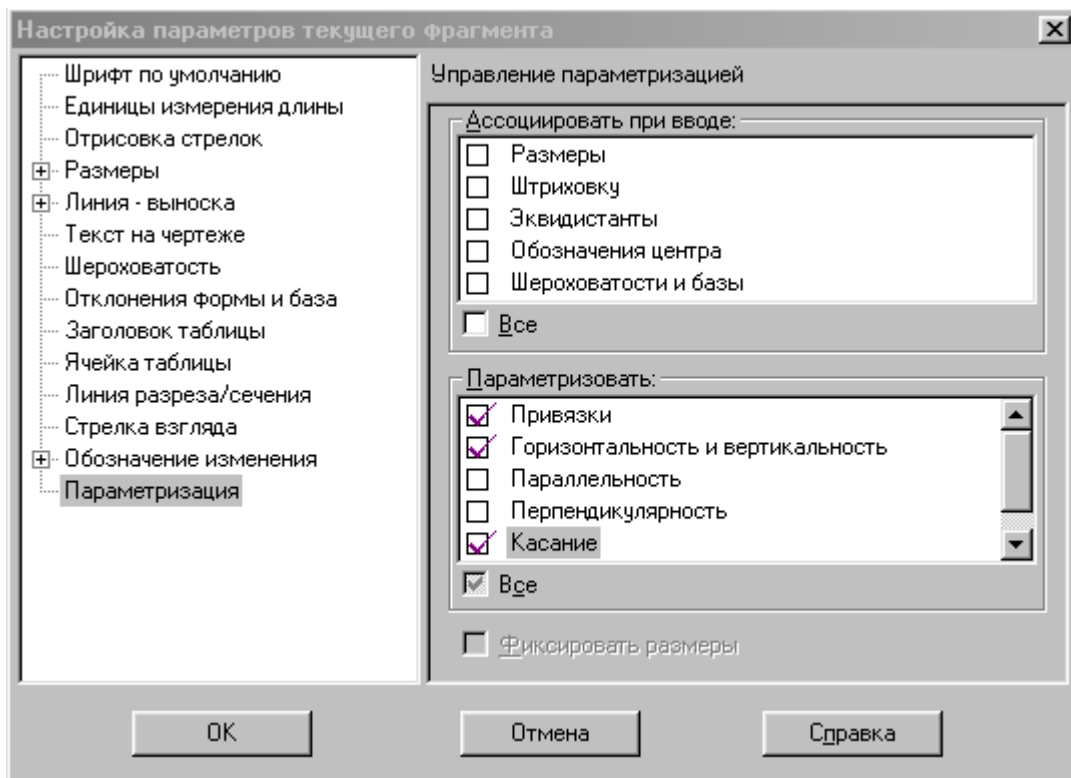 Настройка параметров текущего фрагмента
Шрифт по умолчанию
Единицы измерения длины
Отрисовка стрелок
Размеры
Линия - выноска
Текст на чертеже
Шероховатость
Отклонения формы и база
Заголовок таблицы
Ячейка таблицы
Линия разреза/сечения
Стрелка взгляда
Обозначение изменения
Параметризация
Управление параметризацией
Ассоциировать при вводе:
Размеры
Штриховку
Эквидистанты
Обозначения центра
Шероховатости и базы
Все
Параметризовать:
Привязки
Горизонтальность и вертикальность
Параллельность
Перпендикулярность
Касание
Все
Фиксировать размеры
OK
Отмена
Справка